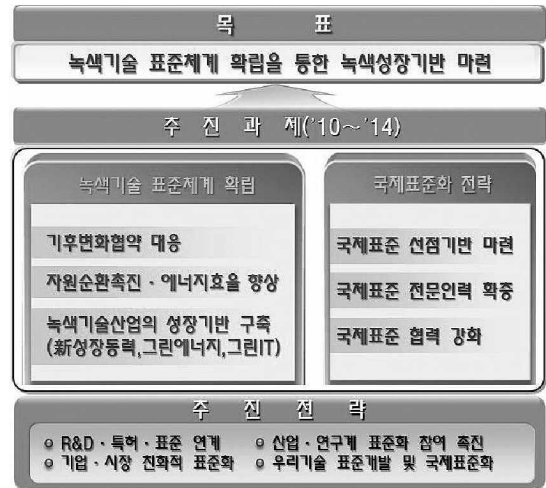 목 표
녹색기술 표준체계 확립을 통한 녹색성장기반 마련
추 진 과 제('10~'14)
녹색기술 표준체계 확립
기후변화협약 대응
자원순환촉진·에너지효율 향상
녹색기술산업의 성장기반 구축
(新성장동력,그린에너지,그린IT)
국제표준화 전략
국제표준 선점기반 마련
국제표준 전문인력 확충
국제표준 협력 강화
추 진 전 략
R&D·특허·표준 연계
산업·연구계 표준화 참여 촉진
기업·시장 친화적 표준화
우리기술 표준개발 및 국제표준화